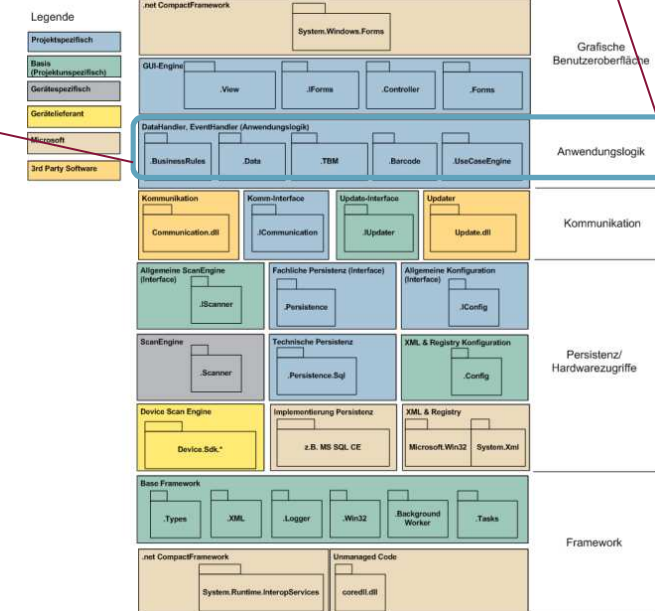 Legende
Projektspezifisch
Basis
(Projektunspezifisch)
Gerätespezifisch
Gerätelieferant
Microsoft
3rd Party Software
.net CompactFramework
System.Windows.Forms
Grafische
Benutzeroberfläche
GUI-Engine
.View
.IForms
.Controller
.Forms
DataHandler, EventHandler (Anwendungslogik)
.BusinessRules
.Data
.TBM
.Barcode
.UseCaseEngine
Anwendungslogik
Kommunikation
Communication.dll
Komm-Interface
.ICommunication
Update-Interface
.IUpdater
Updater
Update.dll
Kommunikation
Allgemeine ScanEngine
(Interface)
.IScanner
Fachliche Persistenz (Interface)
.Persistence
Allgemeine Konfiguration
(Interface)
.IConfig
ScanEngine
.Scanner
Technische Persistenz
.Persistence.Sql
XML & Registry Konfiguration
.Config
Persistenz/
Hardwarezugriffe
Device Scan Engine
Device.Sdk.*
Implementierung Persistenz
z.B. MS SQL CE
XML & Registry
Microsoft.Win32
System.Xml
Base Framework
.Types
.XML
.Logger
.Win32
.Background
Worker
.Tasks
Framework
.net CompactFramework
System.Runtime.InteropServices
Unmanaged Code
coredll.dll